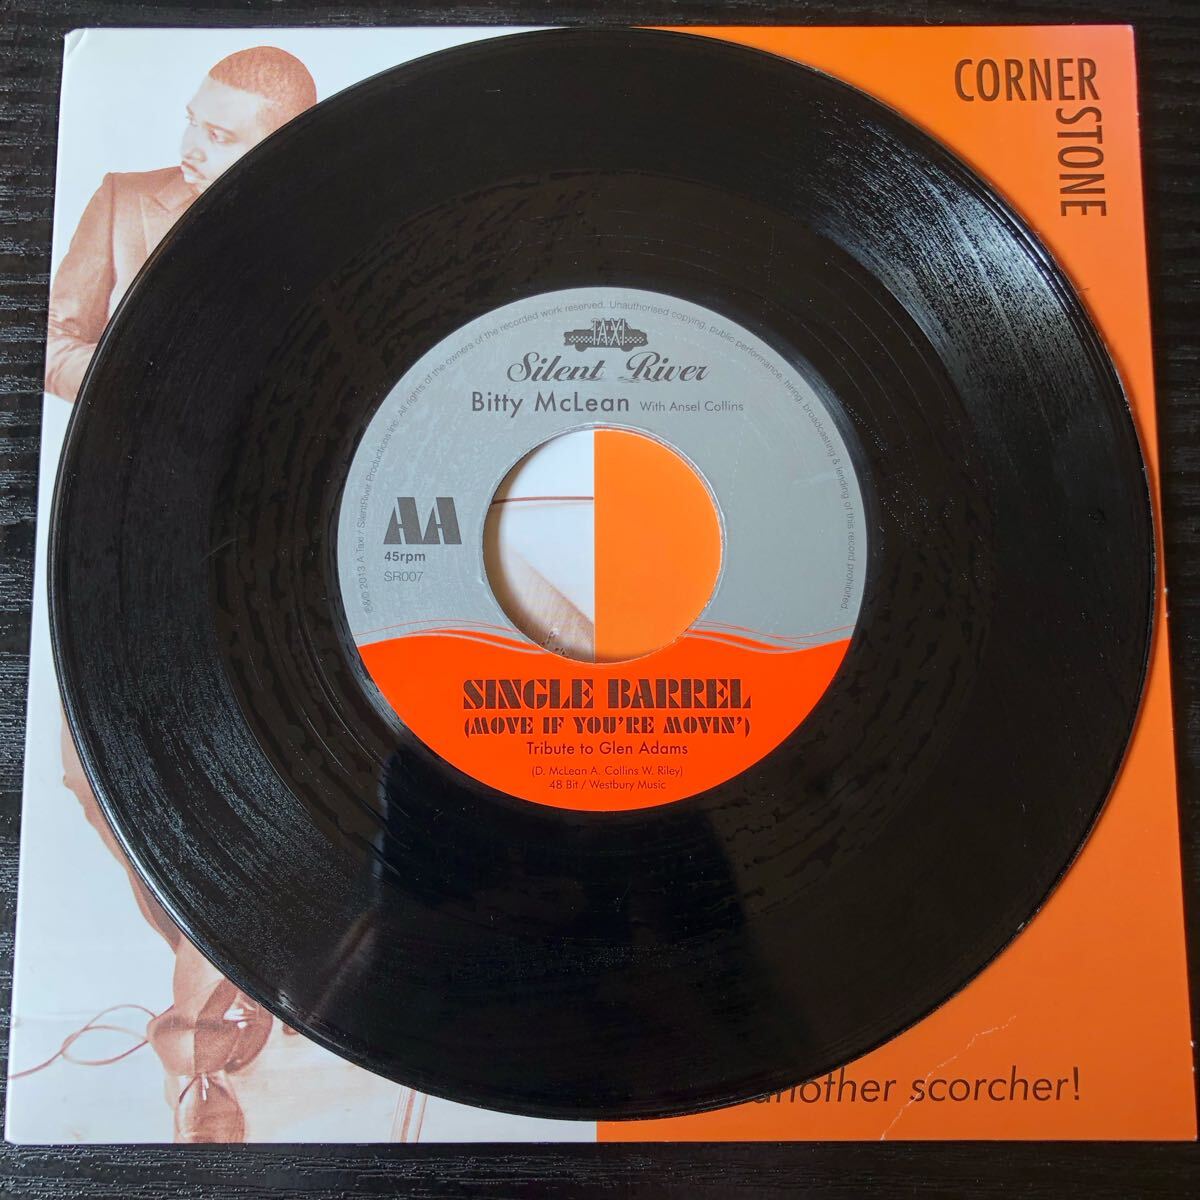 CORNER
STONE
℗&© 2013 A Taxi / SilentRiver Productions Inc. All rights of the owners of the recorded work reserved. Unauthorised copying, public performance, hiring, broadcasting & lending of this record prohibited.
TAXI
Silent River
Bitty McLean With Ansel Collins
AA
45rpm
SR007
SINGLE BARREL
(MOVE IF YOU'RE MOVIN')
Tribute to Glen Adams
(D. McLean A. Collins W. Riley)
48 Bit / Westbury Music
another scorcher!